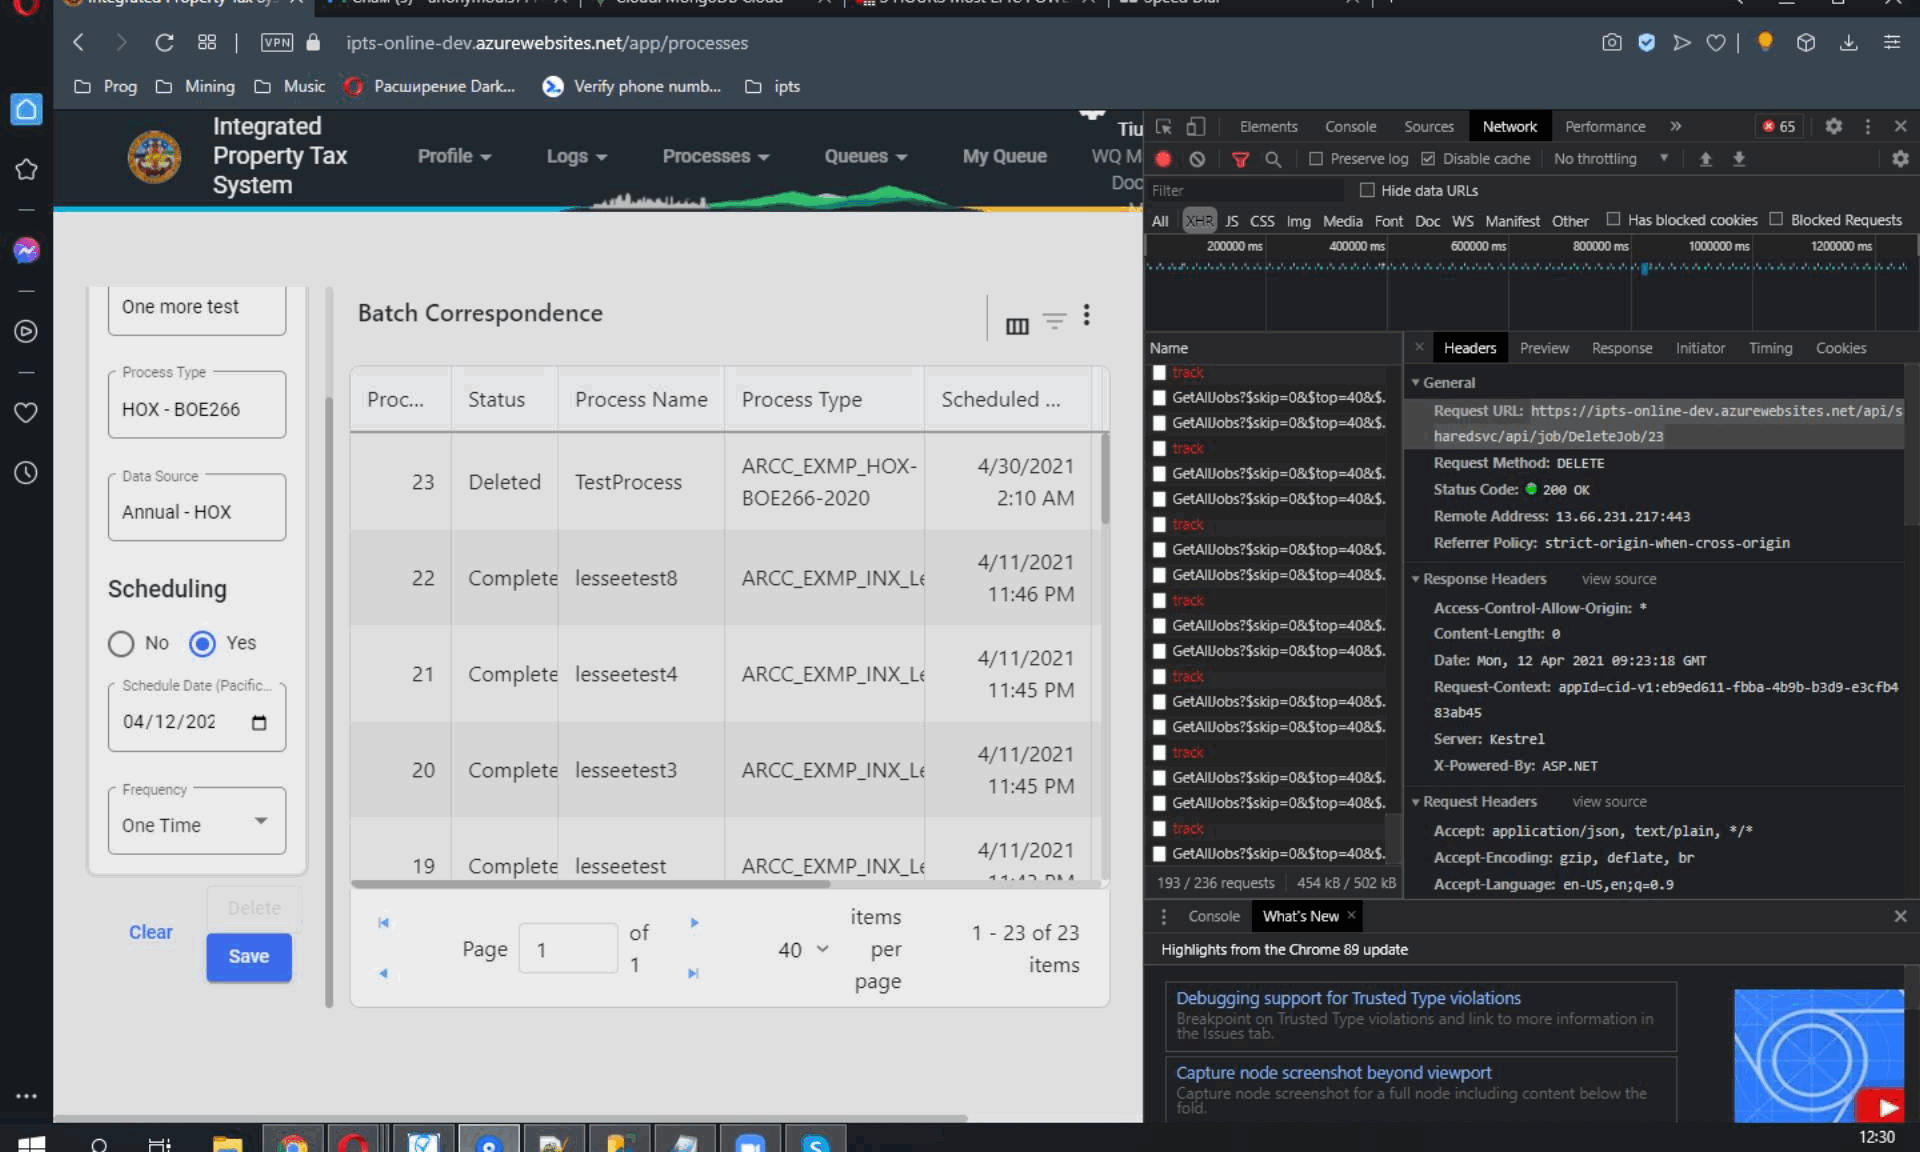 VPN
ipts-online-dev.azurewebsites.net/app/processes
Prog
Mining
Music
Расширение Dark...
Verify phone numb...
ipts
Integrated
Property Tax
System
Profile
Logs
Processes
Queues
My Queue
Tiu
WQ M
Doc
One more test
Process Type
HOX - BOE266
Data Source
Annual - HOX
Scheduling
No
Yes
Schedule Date (Pacific...
04/12/202
Frequency
One Time
Clear
Delete
Save
Batch Correspondence
Proc...
Status
Process Name
Process Type
Scheduled ...
23
Deleted
TestProcess
ARCC_EXMP_HOX-
BOE266-2020
4/30/2021
2:10 AM
22
Complete
lesseetest8
ARCC_EXMP_INX_Le
4/11/2021
11:46 PM
21
Complete
lesseetest4
ARCC_EXMP_INX_Le
4/11/2021
11:45 PM
20
Complete
lesseetest3
ARCC_EXMP_INX_Le
4/11/2021
11:45 PM
19
Complete
lesseetest
ARCC_EXMP_INX_Le
4/11/2021
Page
1
of
1
40
items
per
page
1 - 23 of 23
items
Elements
Console
Sources
Network
Performance
65
Preserve log
Disable cache
No throttling
Filter
Hide data URLs
All
XHR
JS
CSS
Img
Media
Font
Doc
WS
Manifest
Other
Has blocked cookies
Blocked Requests
200000 ms
400000 ms
600000 ms
800000 ms
1000000 ms
1200000 ms
Name
track
GetAllJobs?$skip=0&$top=40&$.
GetAllJobs?$skip=0&$top=40&$.
track
GetAllJobs?$skip=0&$top=40&$.
GetAllJobs?$skip=0&$top=40&$.
track
GetAllJobs?$skip=0&$top=40&$.
GetAllJobs?$skip=0&$top=40&$.
track
GetAllJobs?$skip=0&$top=40&$.
GetAllJobs?$skip=0&$top=40&$.
track
GetAllJobs?$skip=0&$top=40&$.
GetAllJobs?$skip=0&$top=40&$.
track
GetAllJobs?$skip=0&$top=40&$.
GetAllJobs?$skip=0&$top=40&$.
track
GetAllJobs?$skip=0&$top=40&$.
193 / 236 requests
454 kB / 502 kB
Headers
Preview
Response
Initiator
Timing
Cookies
General
Request URL: https://ipts-online-dev.azurewebsites.net/api/s
haredsvc/api/job/DeleteJob/23
Request Method: DELETE
Status Code: 200 OK
Remote Address: 13.66.231.217:443
Referrer Policy: strict-origin-when-cross-origin
Response Headers
view source
Access-Control-Allow-Origin: *
Content-Length: 0
Date: Mon, 12 Apr 2021 09:23:18 GMT
Request-Context: appId=cid-v1:eb9ed611-fbba-4b9b-b3d9-e3cfb4
83ab45
Server: Kestrel
X-Powered-By: ASP.NET
Request Headers
view source
Accept: application/json, text/plain, */*
Accept-Encoding: gzip, deflate, br
Accept-Language: en-US,en;q=0.9
Console
What's New
Highlights from the Chrome 89 update
Debugging support for Trusted Type violations
Breakpoint on Trusted Type violations and link to more information in
the Issues tab.
Capture node screenshot beyond viewport
Capture node screenshot for a full node including content below the
fold.
12:30